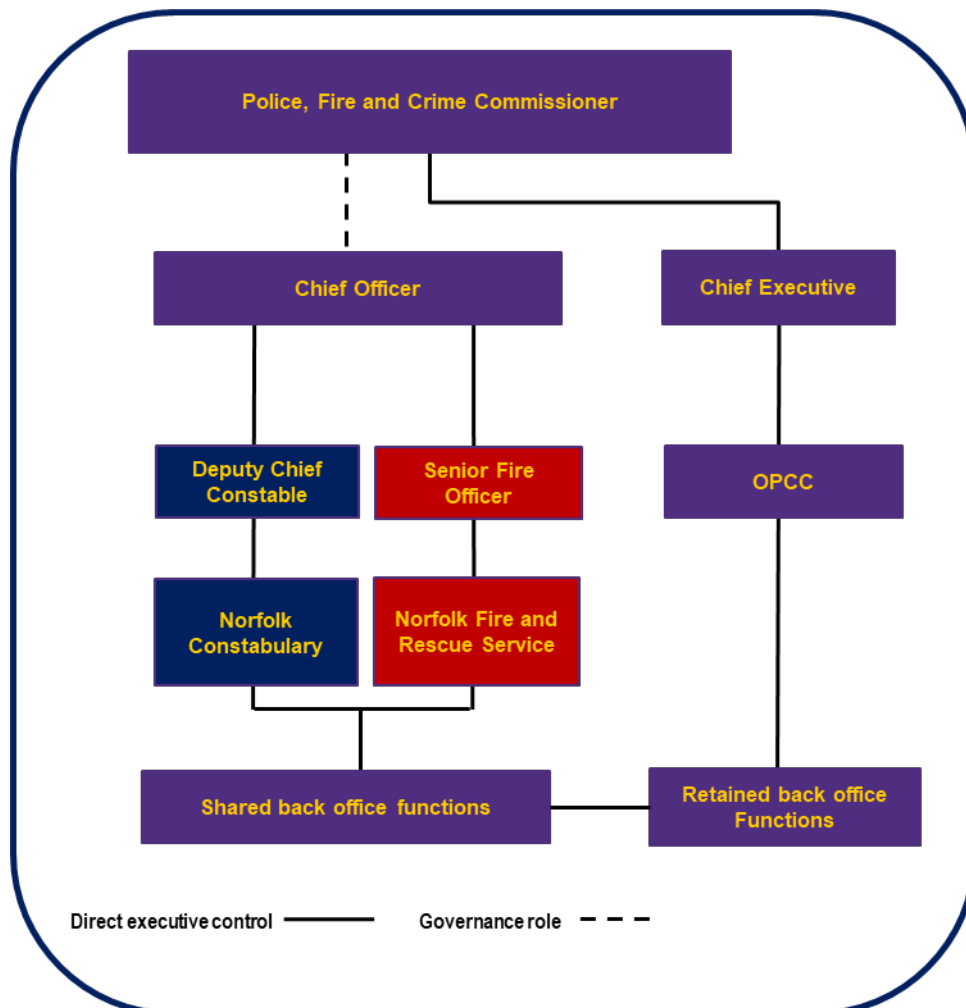 Police, Fire and Crime Commissioner
Chief Officer
Chief Executive
Deputy Chief
Constable
Senior Fire
Officer
OPCC
Norfolk
Constabulary
Norfolk Fire and
Rescue Service
Shared back office functions
Retained back office
Functions
Direct executive control
Governance role